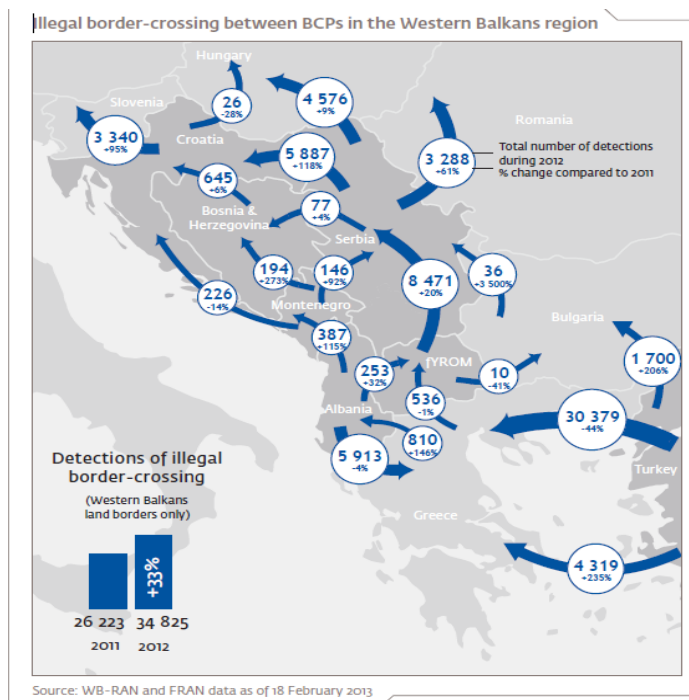 Illegal border-crossing between BCPs in the Western Balkans region
Hungary
26
-28%
4 576
+9%
Slovenia
Romania
3 340
+95%
Croatia
5 887
+118%
3 288
+61%
Total number of detections
during 2012
% change compared to 2011
645
+6%
77
+4%
Bosnia &
Herzegovina
Serbia
194
+273%
146
+92%
8 471
+20%
36
+3 500%
226
-14%
Montenegro
Bulgaria
387
+115%
253
+32%
fYROM
10
-41%
1 700
+206%
Albania
536
-1%
30 379
-44%
810
+146%
5 913
-4%
Turkey
Greece
4 319
+235%
Detections of illegal
border-crossing
(Western Balkans
land borders only)
+33%
26 223 34 825
2011 2012
Source: WB-RAN and FRAN data as of 18 February 2013